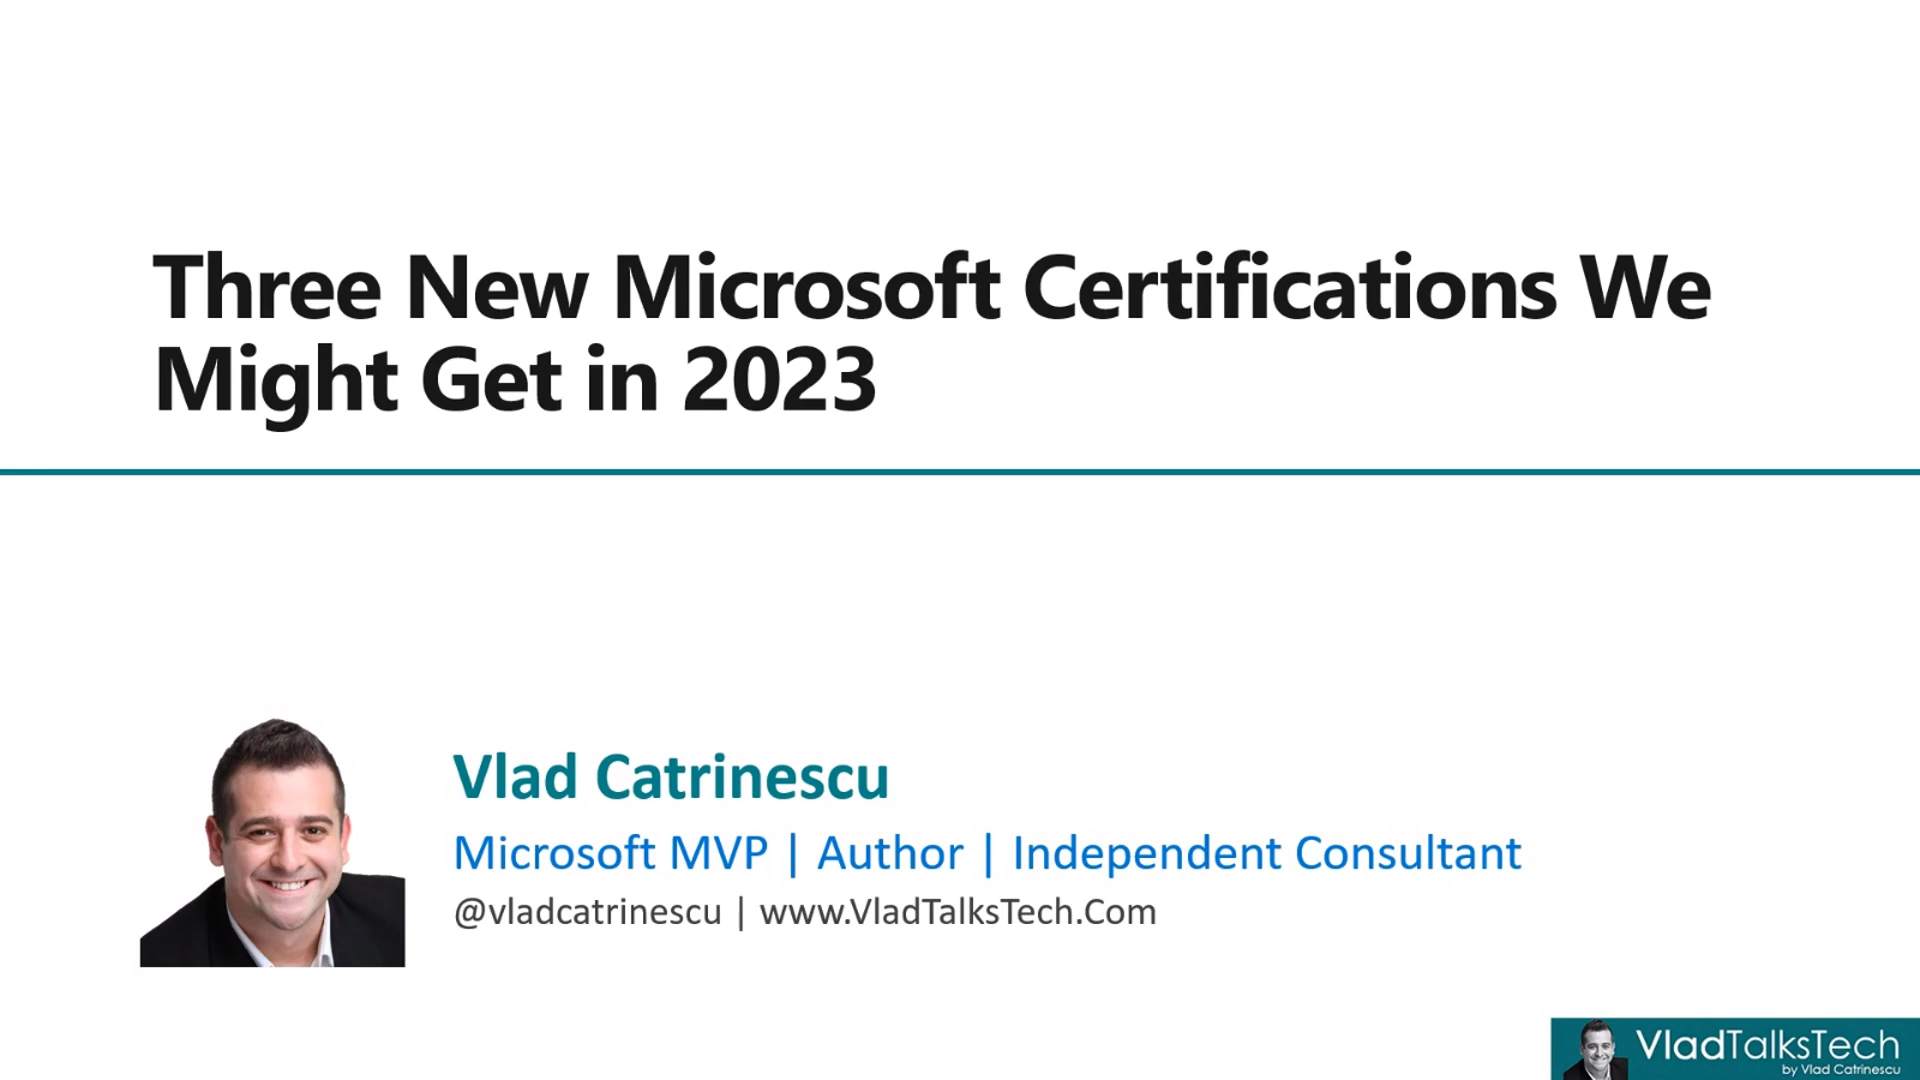 Three New Microsoft Certifications We
Might Get in 2023
Vlad Catrinescu
Microsoft MVP | Author | Independent Consultant
@vladcatrinescu | www.VladTalksTech.Com
VladTalksTech
by Vlad Catrinescu